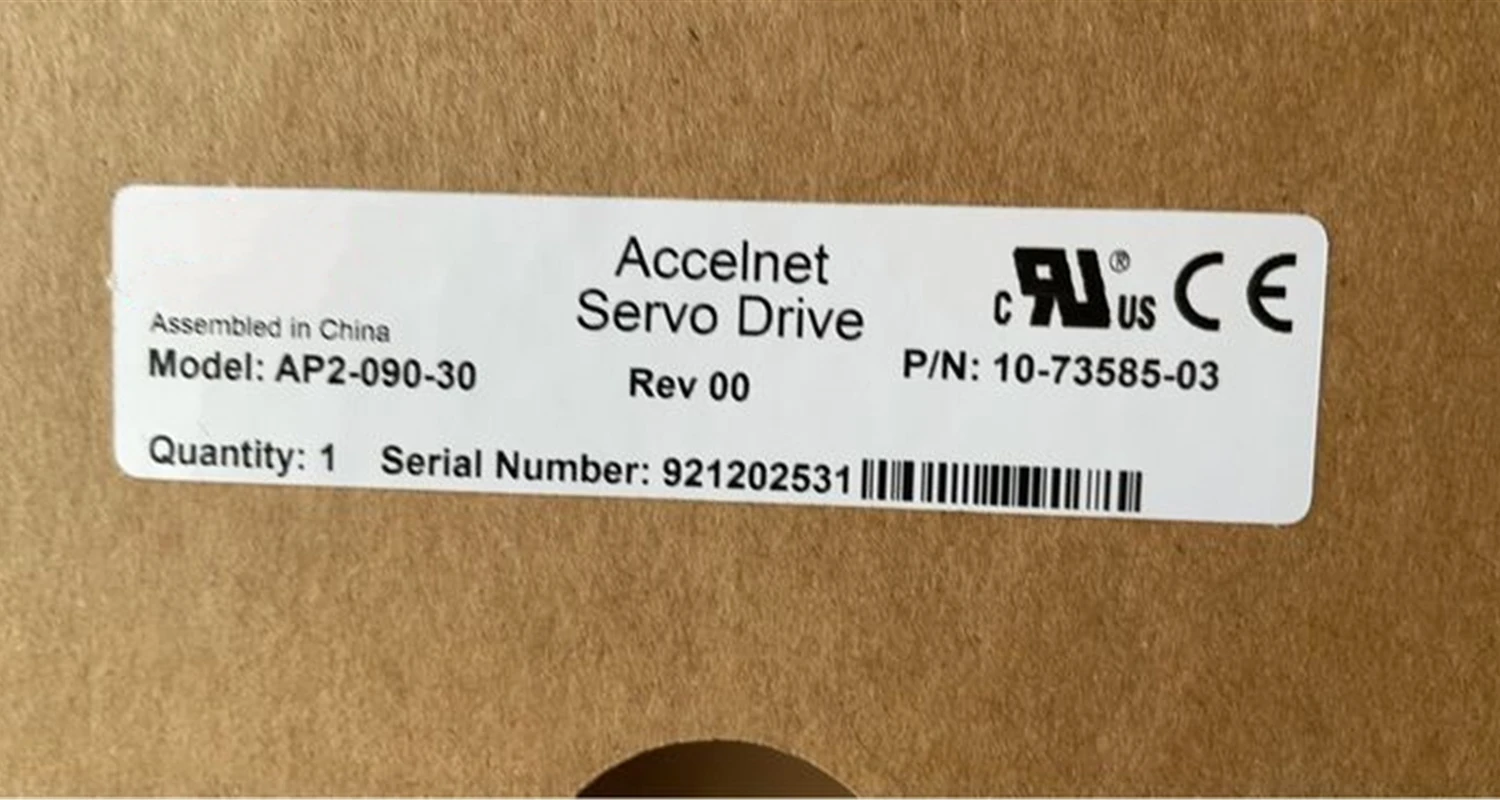 Accelnet
Servo Drive
C RU ® US CE
Assembled in China
Model: AP2-090-30 Rev 00 P/N: 10-73585-03
Quantity: 1 Serial Number: 921202531